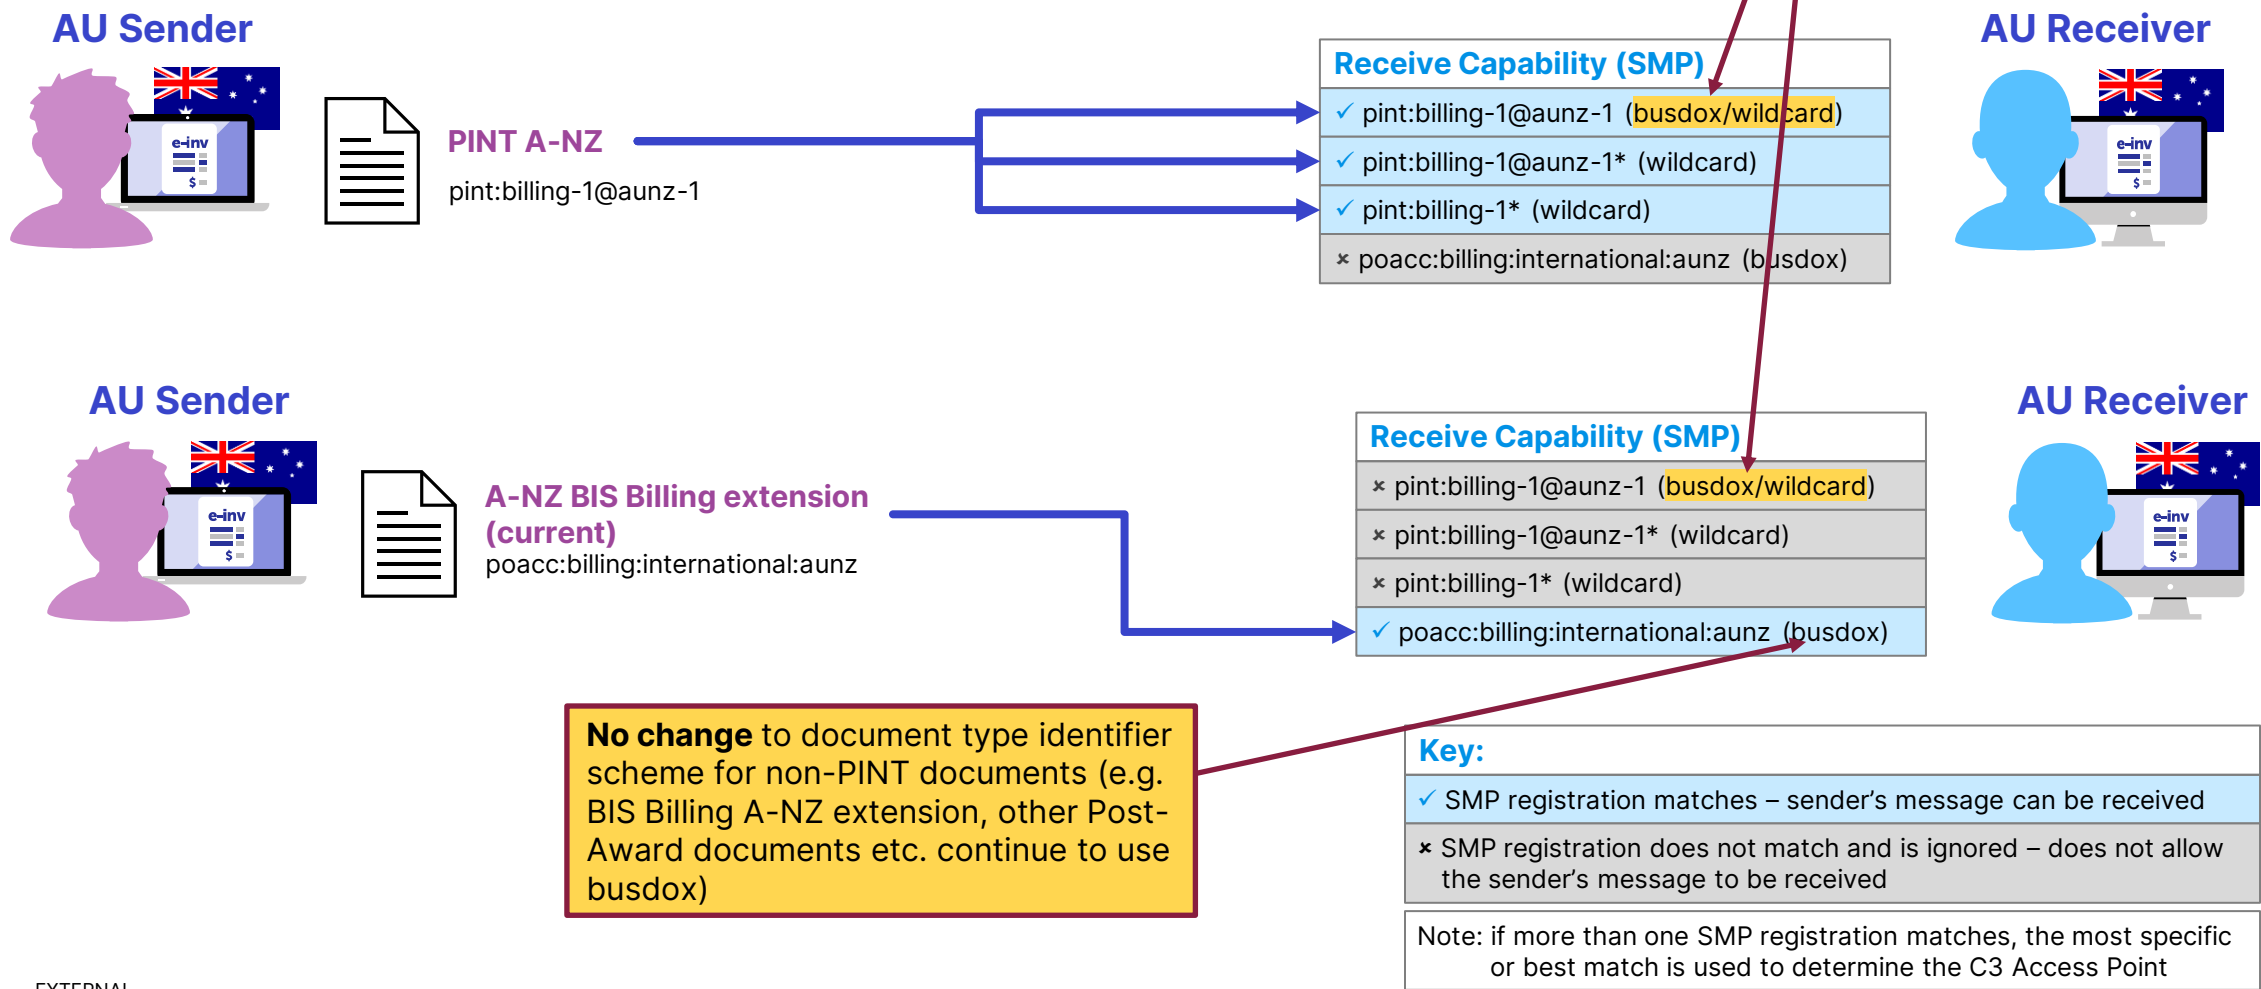 AU Sender
AU Receiver
e-inv
$
PINT A-NZ
pint:billing-1@aunz-1
Receive Capability (SMP)
✓ pint:billing-1@aunz-1 (busdox/wildcard)
✓ pint:billing-1@aunz-1* (wildcard)
✓ pint:billing-1* (wildcard)
× poacc:billing:international:aunz (busdox)
e-inv
$
AU Sender
AU Receiver
e-inv
$
A-NZ BIS Billing extension
(current)
poacc:billing:international:aunz
Receive Capability (SMP)
× pint:billing-1@aunz-1 (busdox/wildcard)
× pint:billing-1@aunz-1* (wildcard)
× pint:billing-1* (wildcard)
✓ poacc:billing:international:aunz (busdox)
e-inv
$
No change to document type identifier
scheme for non-PINT documents (e.g.
BIS Billing A-NZ extension, other Post-
Award documents etc. continue to use
busdox)
Key:
✓ SMP registration matches – sender’s message can be received
× SMP registration does not match and is ignored – does not allow
the sender’s message to be received
Note: if more than one SMP registration matches, the most specific
or best match is used to determine the C3 Access Point
EXTERNAL